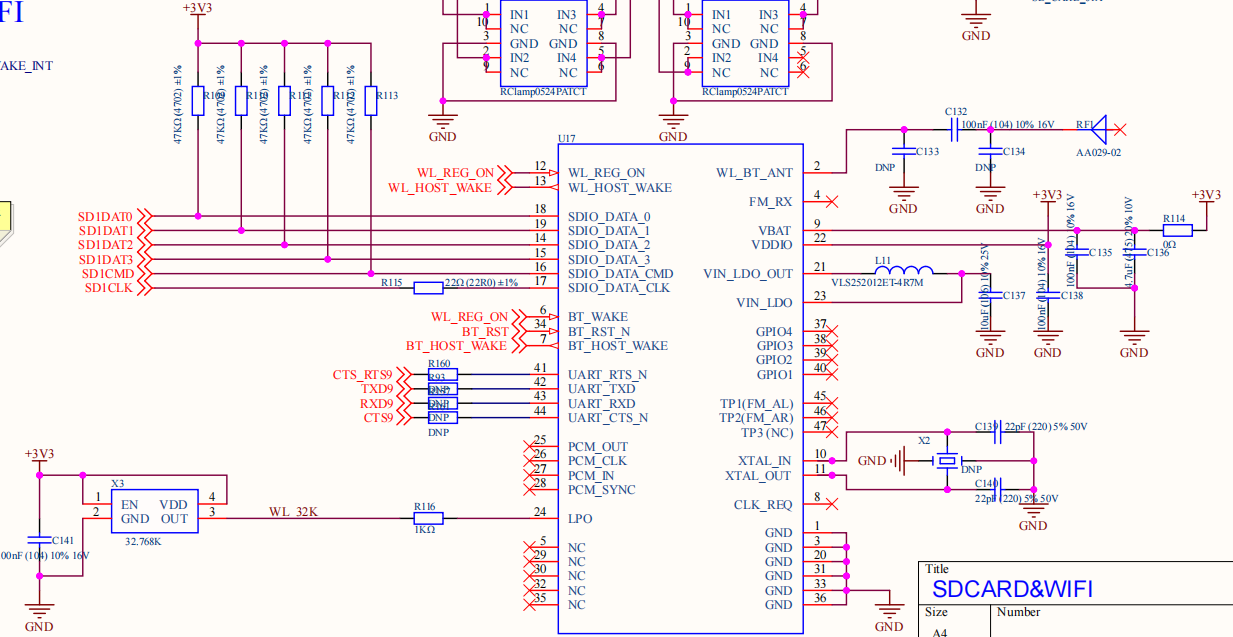 FI
+3V3
AKE_INT
47KΩ(4702) ±1%
R109
47KΩ(4702) ±1%
R110
47KΩ(4702) ±1%
R111
47KΩ(4702) ±1%
R112
47KΩ(4702) ±1%
R113
1 IN1 IN3 4
10 NC NC 7
3 GND GND 8
2 IN2 IN4 5
9 NC NC 6
RClamp0524PATCT
GND
1 IN1 IN3 4
10 NC NC 7
3 GND GND 8
2 IN2 IN4 5
9 NC NC 6
RClamp0524PATCT
GND
GND
U17
WL_REG_ON 12 WL_REG_ON
WL_HOST_WAKE 13 WL_HOST_WAKE
SD1DAT0 18 SDIO_DATA_0
SD1DAT1 19 SDIO_DATA_1
SD1DAT2 14 SDIO_DATA_2
SD1DAT3 15 SDIO_DATA_3
SD1CMD 16 SDIO_DATA_CMD
SD1CLK R115 22Ω (22R0) ±1% 17 SDIO_DATA_CLK
WL_REG_ON 6 BT_WAKE
BT_RST 34 BT_RST_N
BT_HOST_WAKE 7 BT_HOST_WAKE
R160
CTS_RTS9 41 UART_RTS_N
R93
TXD9 DNP 42 UART_TXD
RXD9 DNP 43 UART_RXD
CTS9 DNP 44 UART_CTS_N
DNP
25 PCM_OUT
26 PCM_CLK
27 PCM_IN
28 PCM_SYNC
+3V3
X3
1 EN VDD 4
2 GND OUT 3
32.768K
WL_32K
R116
1KΩ
24 LPO
C141
00nF (104) 10% 16V
GND
5 NC
29 NC
30 NC
32 NC
35 NC
WL_BT_ANT 2
FM_RX 4
VBAT 9
VDDIO 22
VIN_LDO_OUT 21
VIN_LDO 23
GPIO4 37
GPIO3 38
GPIO2 39
GPIO1 40
TP1(FM_AL) 45
TP2(FM_AR) 46
TP3 (NC) 47
XTAL_IN 10
XTAL_OUT 11
CLK_REQ 8
GND 1
GND 3
GND 20
GND 31
GND 33
GND 36
GND
C132
100nF (104) 10% 16V
RF1
AA029-02
C133
DNP
GND
C134
DNP
GND
+3V3
+3V3
R114
0Ω
C135
100nF (104) 10% 16V
C136
4.7uF (475) 20% 10V
L11
VLS252012ET-4R7M
C137
10uF (106) 10% 25V
C138
100nF (104) 10% 16V
GND
GND
GND
C139 22pF (220) 5% 50V
X2
GND
DNP
C140
22pF (220) 5% 50V
GND
Title
SDCARD&WIFI
Size Number
A4